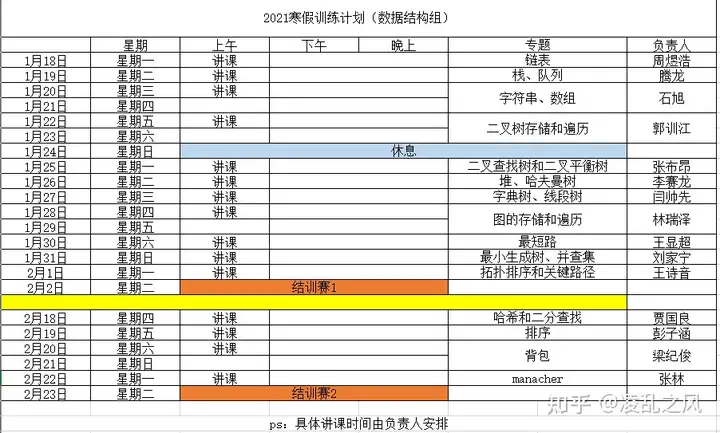 2021寒假训练计划（数据结构组）
星期 上午 下午 晚上 专题 负责人
1月18日 星期一 讲课 链表 周煜浩
1月19日 星期二 讲课 栈、队列 腾龙
1月20日 星期三 讲课 字符串、数组 石旭
1月21日 星期四
1月22日 星期五 讲课 二叉树存储和遍历 郭训江
1月23日 星期六
1月24日 星期日 休息
1月25日 星期一 讲课 二叉查找树和二叉平衡树 张布昂
1月26日 星期二 讲课 堆、哈夫曼树 李赛龙
1月27日 星期三 讲课 字典树、线段树 闫帅先
1月28日 星期四 讲课 图的存储和遍历 林瑞泽
1月29日 星期五
1月30日 星期六 讲课 最短路 王显超
1月31日 星期日 讲课 最小生成树、并查集 刘家宁
2月1日 星期一 讲课 拓扑排序和关键路径 王诗音
2月2日 星期二 结训赛1
2月18日 星期四 讲课 哈希和二分查找 贾国良
2月19日 星期五 讲课 排序 彭子涵
2月20日 星期六 讲课 背包 梁纪俊
2月21日 星期日
2月22日 星期一 讲课 manacher 张林
2月23日 星期二 结训赛2
知乎 @凌乱之风
ps：具体讲课时间由负责人安排